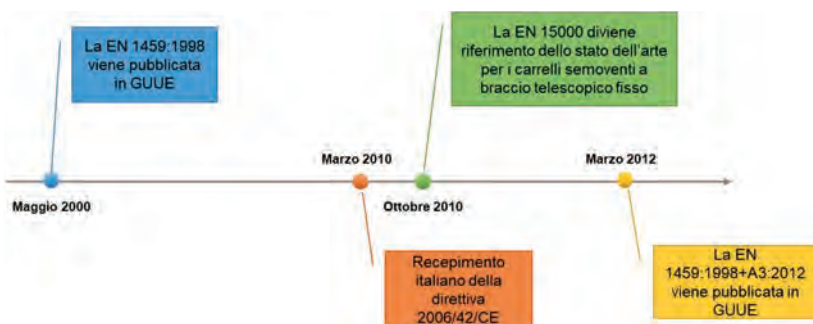 La EN 1459:1998
viene pubblicata
in GUUE
La EN 15000 diviene
riferimento dello stato dell'arte
per i carrelli semoventi a
braccio telescopico fisso
Marzo 2010
Marzo 2012
Maggio 2000
Ottobre 2010
Recepimento
italiano della
direttiva
2006/42/CE
La EN
1459:1998+A3:2012
viene pubblicata in
GUUE